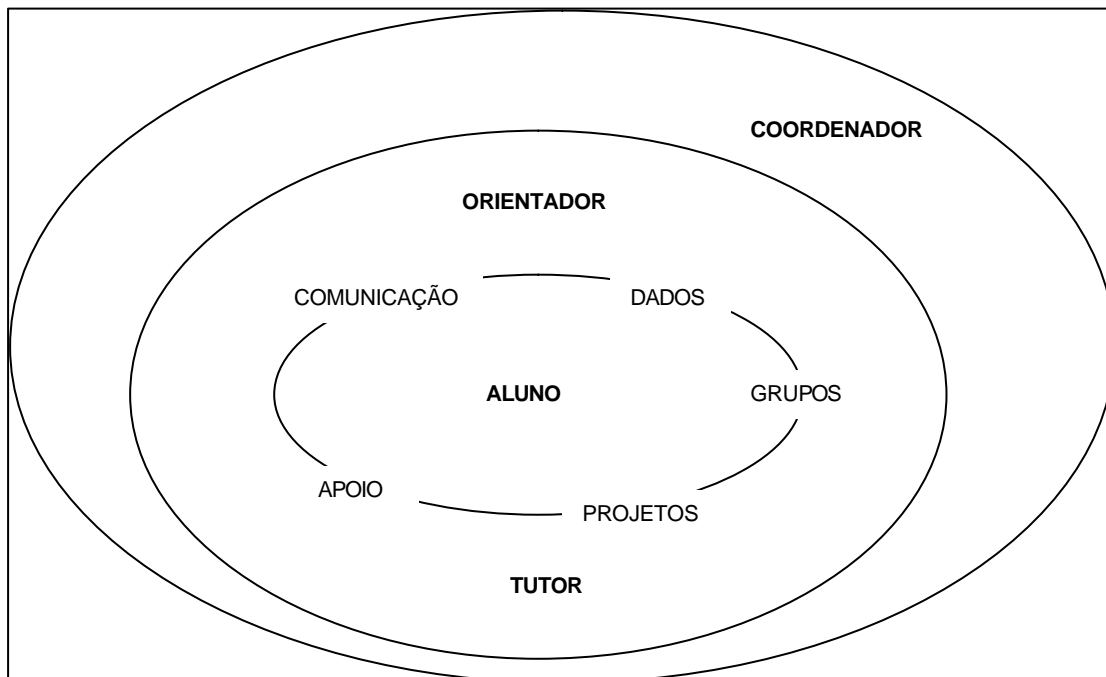 COORDENADOR
ORIENTADOR
COMUNICAÇÃO
DADOS
ALUNO
GRUPOS
APOIO
PROJETOS
TUTOR